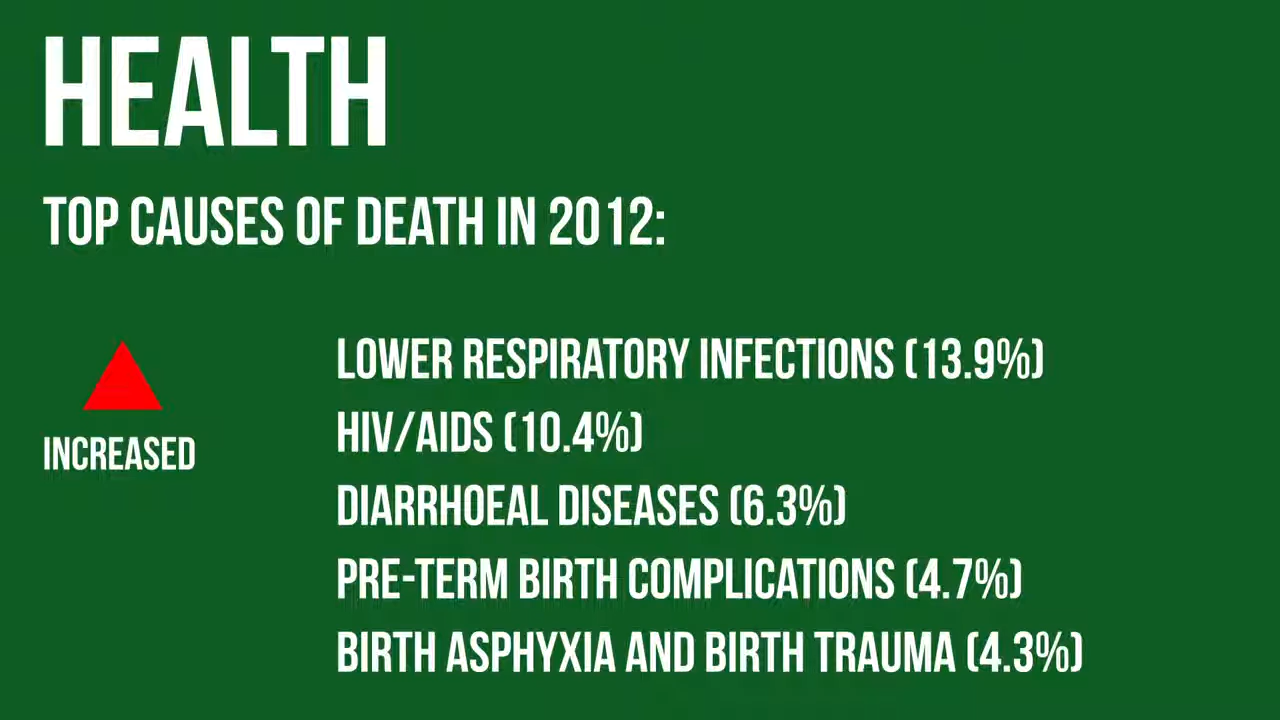 HEALTH
TOP CAUSES OF DEATH IN 2012:
INCREASED
LOWER RESPIRATORY INFECTIONS (13.9%)
HIV/AIDS (10.4%)
DIARRHOEAL DISEASES (6.3%)
PRE-TERM BIRTH COMPLICATIONS (4.7%)
BIRTH ASPHYXIA AND BIRTH TRAUMA (4.3%)